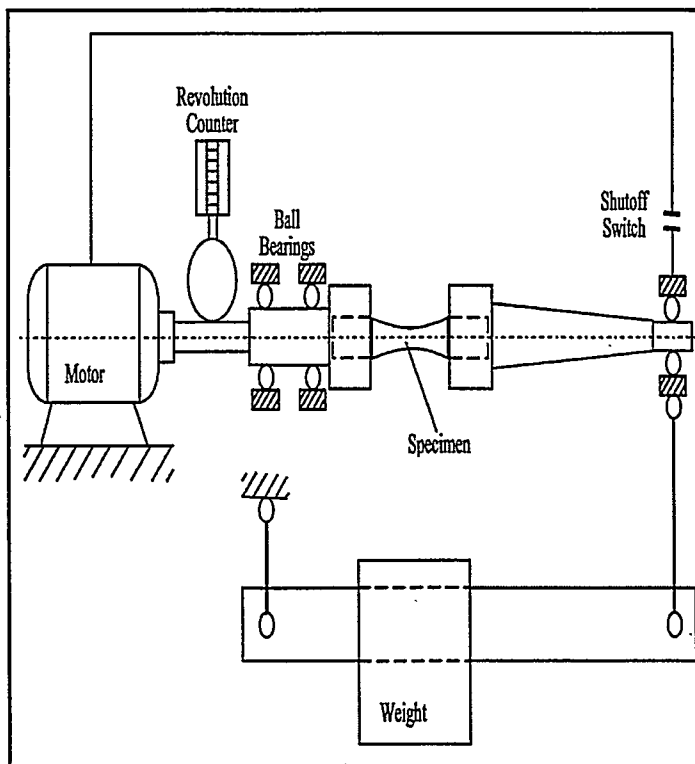 Revolution
Counter
Ball
Bearings
Shutoff
Switch
Motor
Specimen
Weight